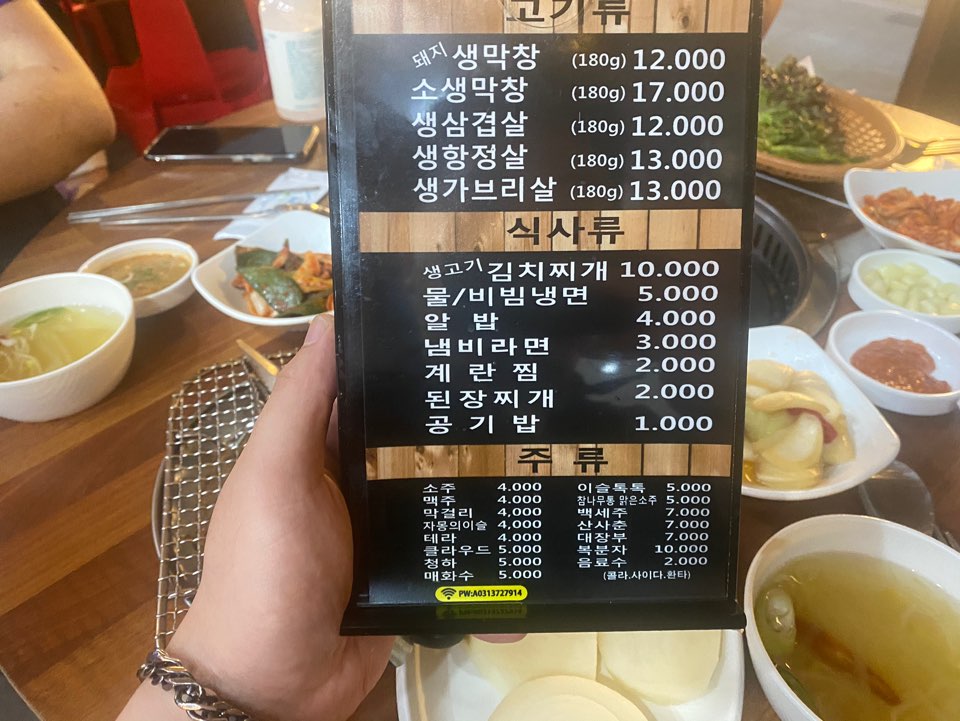 고기류
돼지 생막창 (180g) 12.000
소생막창 (180g) 17.000
생삼겹살 (180g) 12.000
생항정살 (180g) 13.000
생가브리살 (180g) 13.000
식사류
생고기 김치찌개 10.000
물/비빔냉면 5.000
알 밥 4.000
냄비라면 3.000
계 란 찜 2.000
된장찌개 2.000
공 기 밥 1.000
주 류
소주 4.000 이슬톡톡 5.000
맥주 4.000 참나무통 맑은소주 5.000
막걸리 4,000 백세주 7.000
자몽의이슬 4,000 산사춘 7.000
테라 4.000 대장부 7.000
클라우드 5.000 복분자 10.000
청하 5.000 음료수 2.000
매화수 5.000 (콜라.사이다.환타)
PW:A0313727914